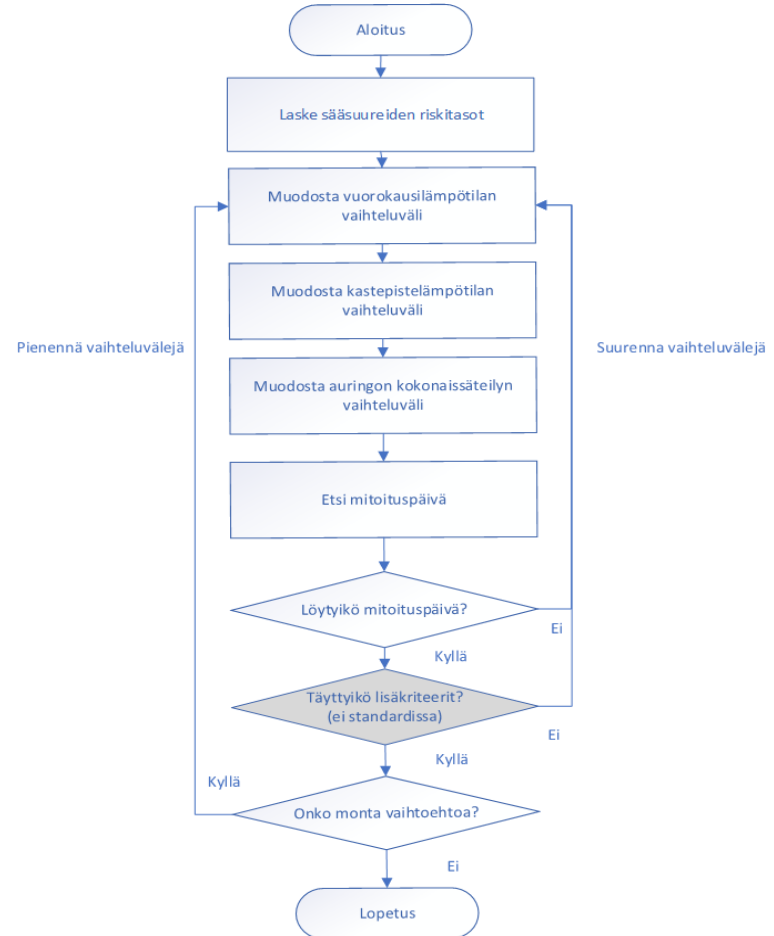 Aloitus
Laske sääsuureiden riskitasot
Muodosta vuorokausilämpötilan
vaihteluväli
Muodosta kastepistelämpötilan
vaihteluväli
Pienennä vaihteluvälejä
Suurenna vaihteluvälejä
Muodosta auringon kokonaissäteilyn
vaihteluväli
Etsi mitoituspäivä
Löytyikö mitoituspäivä?
Ei
Kyllä
Täyttyikö lisäkriteerit?
(ei standardissa)
Ei
Kyllä
Kyllä
Onko monta vaihtoehtoa?
Ei
Lopetus